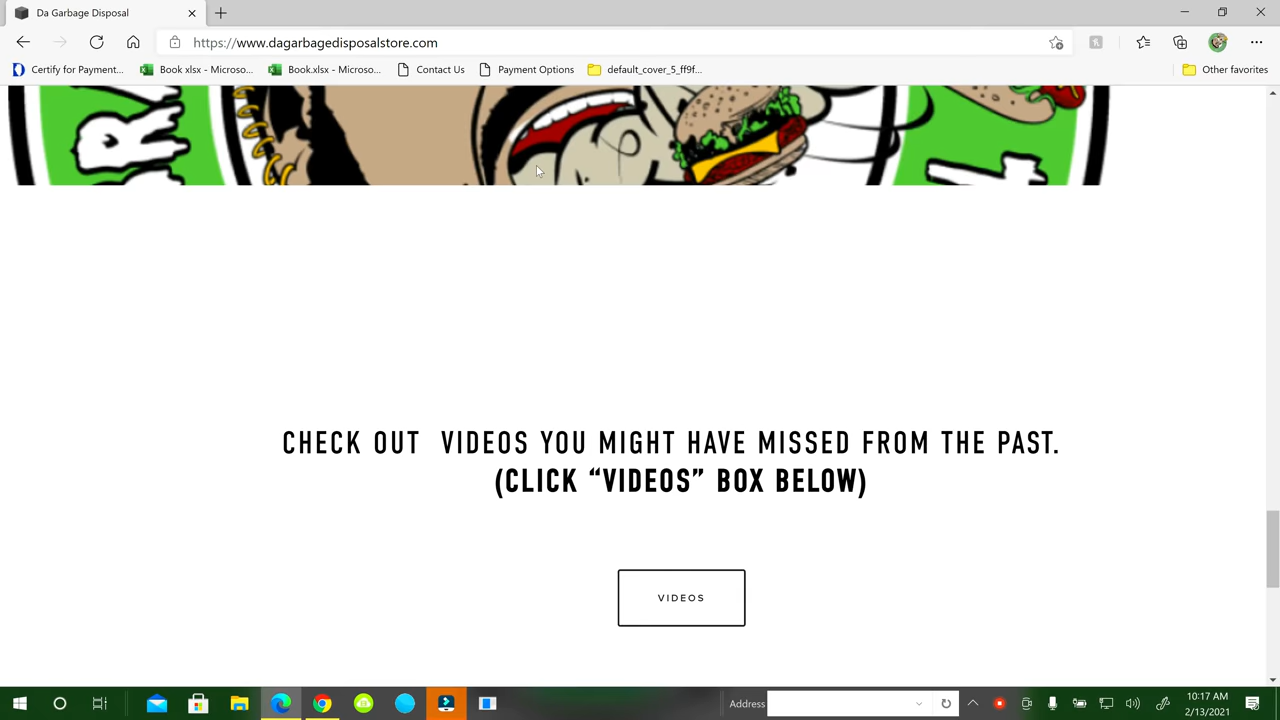 Da Garbage Disposal
https://www.dagarbagedisposalstore.com
Certify for Payment...
Book xlsx - Microso...
Book.xlsx - Microso...
Contact Us
Payment Options
default_cover_5_ff9f...
Other favorites
CHECK OUT VIDEOS YOU MIGHT HAVE MISSED FROM THE PAST.
(CLICK “VIDEOS” BOX BELOW)
VIDEOS
Address
10:17 AM
2/13/2021